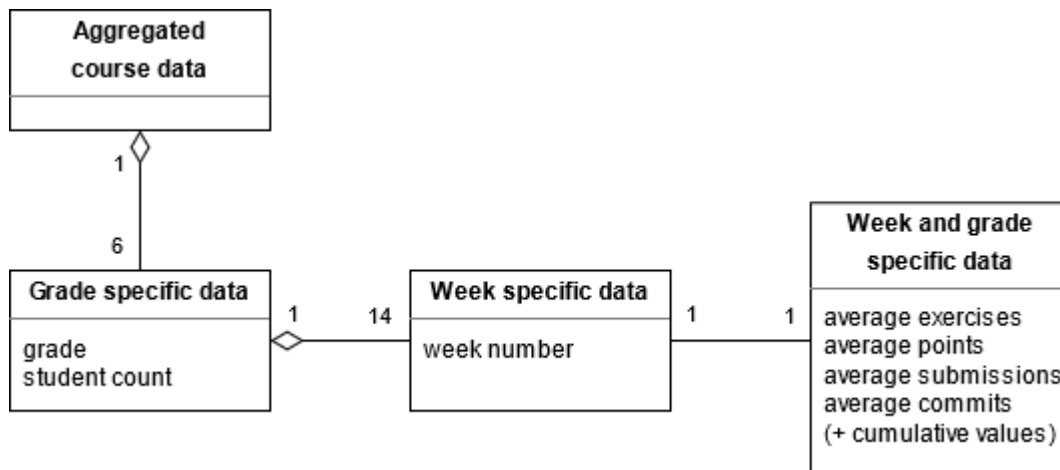 Aggregated
course data
1
6
Grade specific data
grade
student count
1
14
Week specific data
week number
1
1
Week and grade
specific data
average exercises
average points
average submissions
average commits
(+ cumulative values)